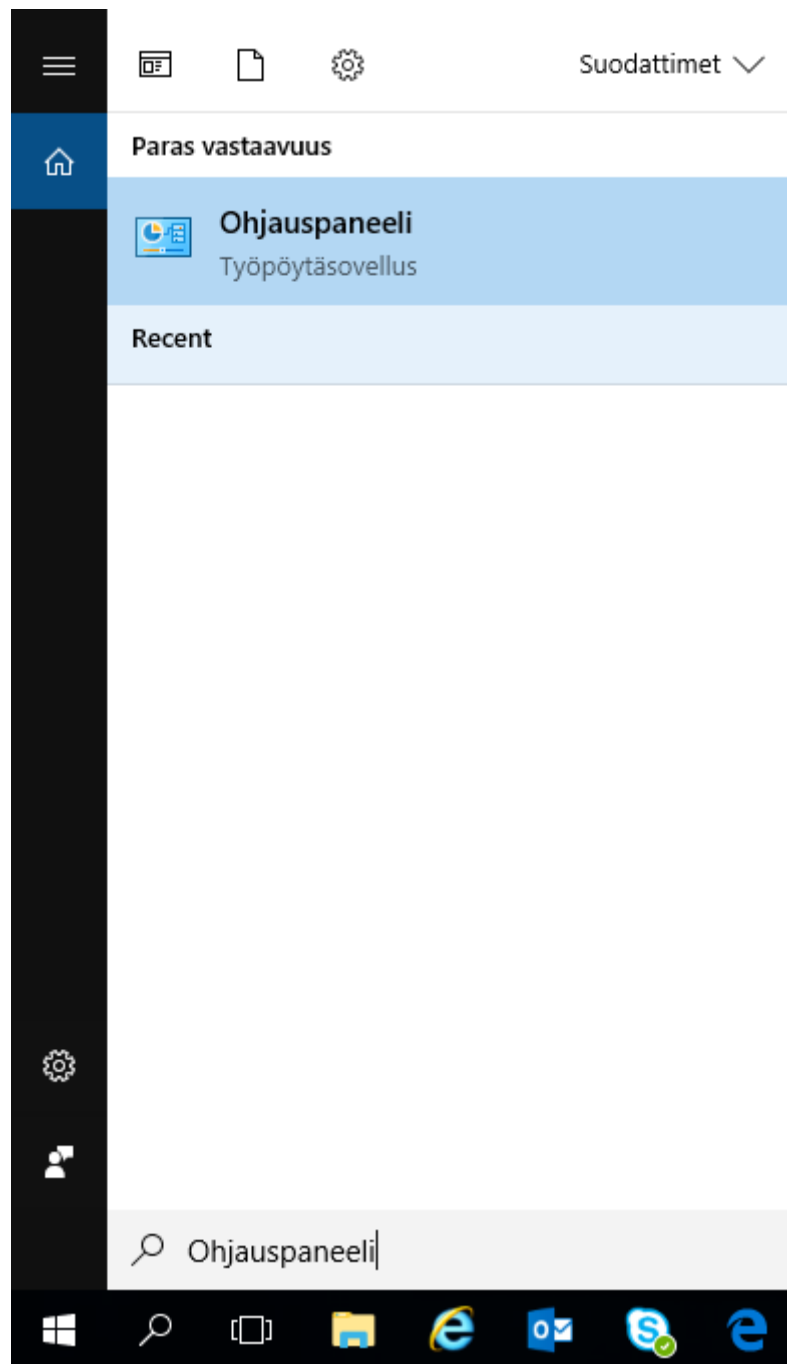 Suodattimet
Paras vastaavuus
Ohjauspaneeli
Työpöytäsovellus
Recent
Ohjauspaneeli